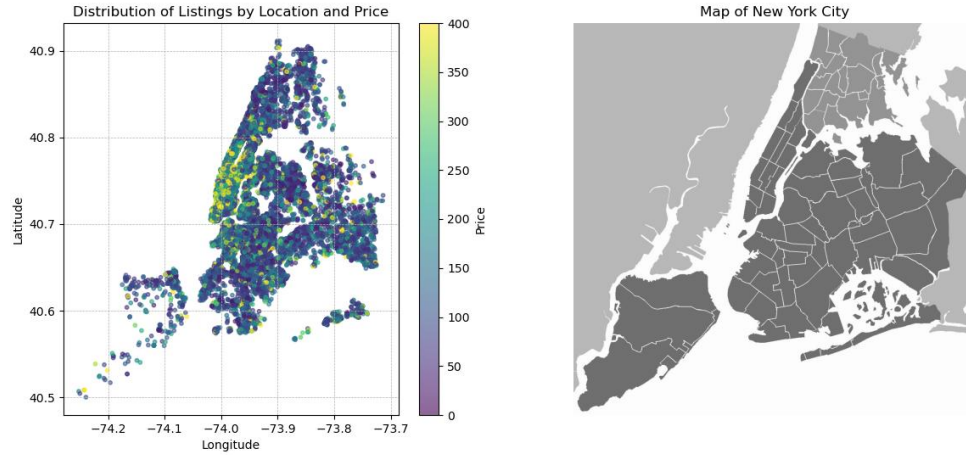 Distribution of Listings by Location and Price
40.9
40.8
40.7
40.6
40.5
Latitude
−74.2 −74.1 −74.0 −73.9 −73.8 −73.7
Longitude
400
350
300
250
200
150
100
50
0
Price
Map of New York City